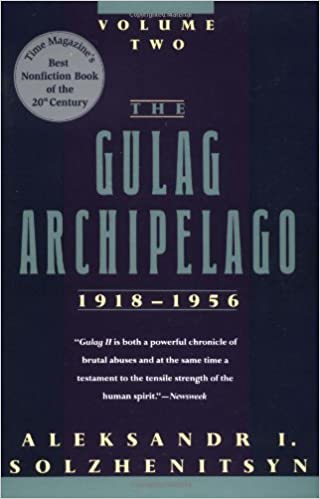 VOLUME
TWO
Time Magazine's
Best
Nonfiction Book
of the
20th Century
THE
GULAG
ARCHIPELAGO
1918–1956
“Gulag II is both a powerful chronicle of
brutal abuses and at the same time a
testament to the tensile strength of the
human spirit.”—Newsweek
ALEKSANDR I.
SOLZHENITSYN